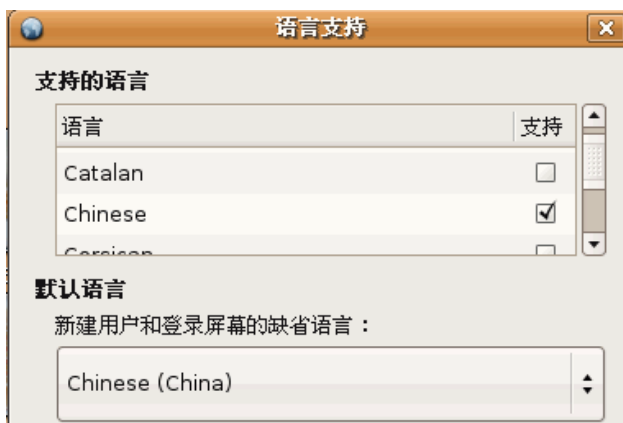 语言支持
支持的语言
语言 支持
Catalan
Chinese
Corsican
默认语言
新建用户和登录屏幕的缺省语言：
Chinese (China)